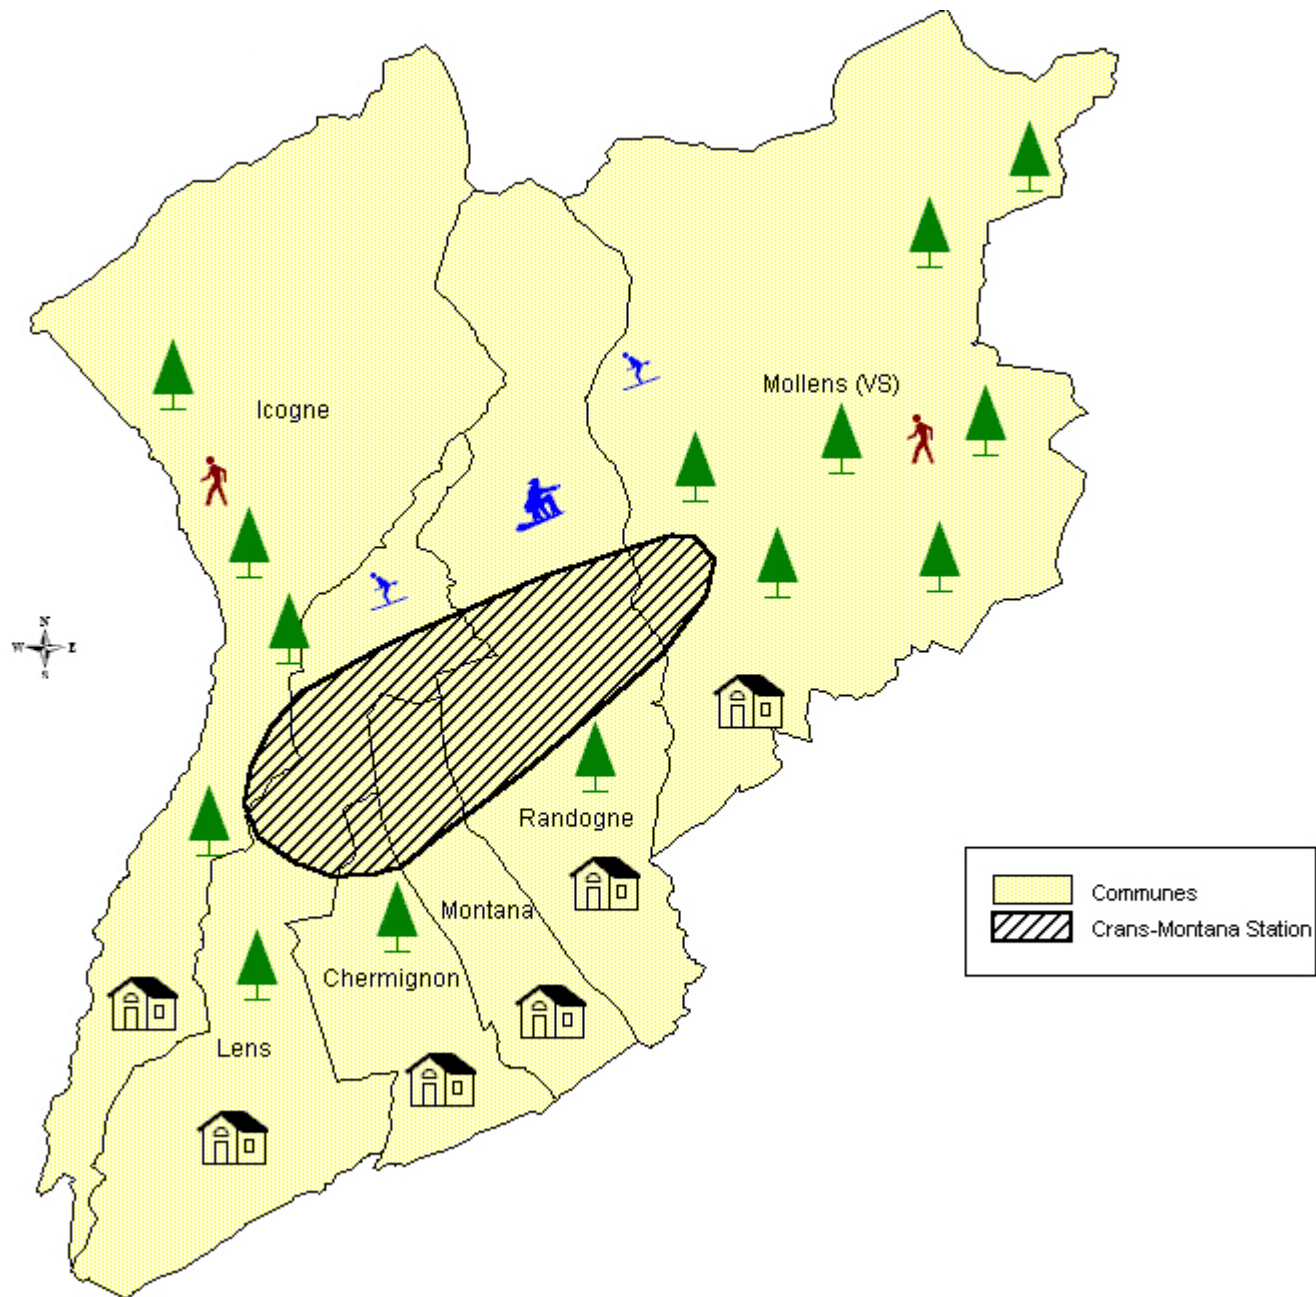 Mollens (VS)
Icogne
N
W E
S
Randogne
Montana
Chermignon
Lens
Communes
Crans-Montana Station